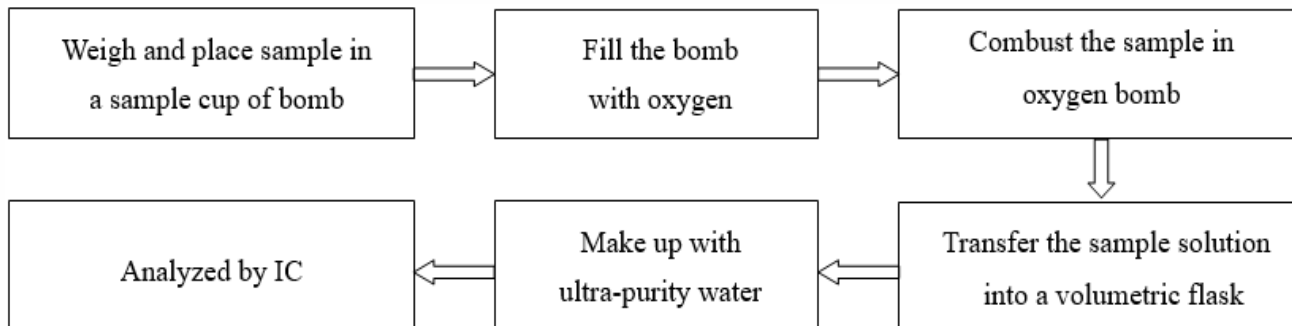 Weigh and place sample in
a sample cup of bomb
Fill the bomb
with oxygen
Combust the sample in
oxygen bomb
Transfer the sample solution
into a volumetric flask
Make up with
ultra-purity water
Analyzed by IC